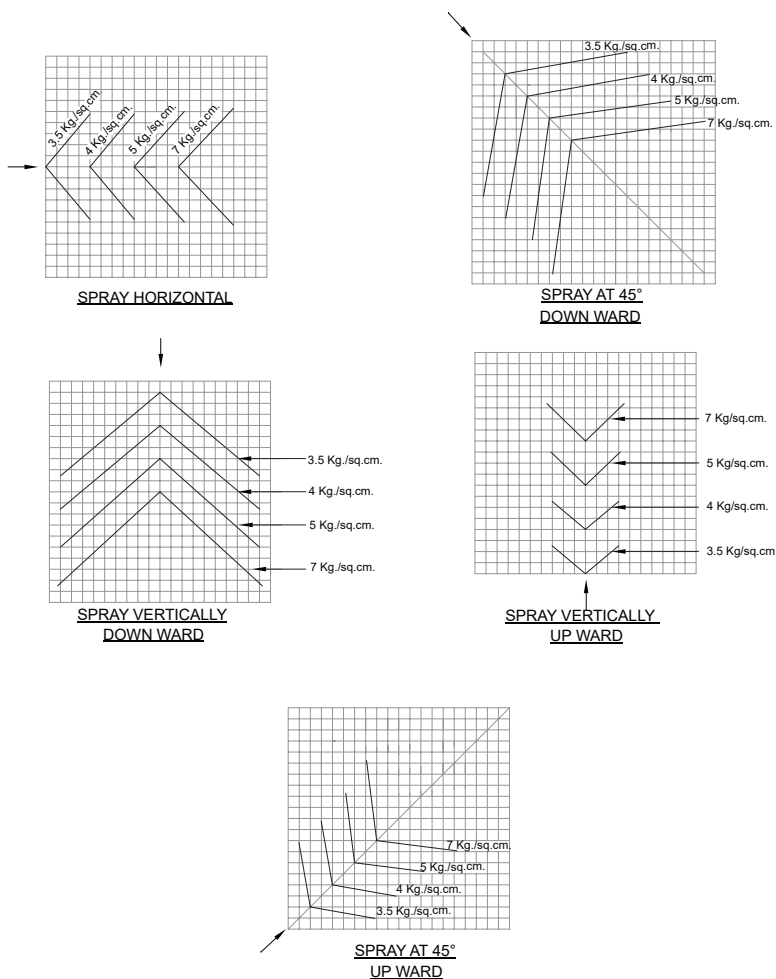 3.5 Kg./sq.cm.
4 Kg./sq.cm.
5 Kg./sq.cm.
7 Kg./sq.cm.
SPRAY HORIZONTAL
3.5 Kg./sq.cm.
4 Kg./sq.cm.
5 Kg./sq.cm.
7 Kg./sq.cm.
SPRAY AT 45°
DOWN WARD
3.5 Kg./sq.cm.
4 Kg./sq.cm.
5 Kg./sq.cm.
7 Kg./sq.cm.
SPRAY VERTICALLY
DOWN WARD
7 Kg/sq.cm.
5 Kg/sq.cm.
4 Kg/sq.cm.
3.5 Kg/sq.cm
SPRAY VERTICALLY
UP WARD
7 Kg./sq.cm.
5 Kg./sq.cm.
4 Kg./sq.cm.
3.5 Kg./sq.cm.
SPRAY AT 45°
UP WARD